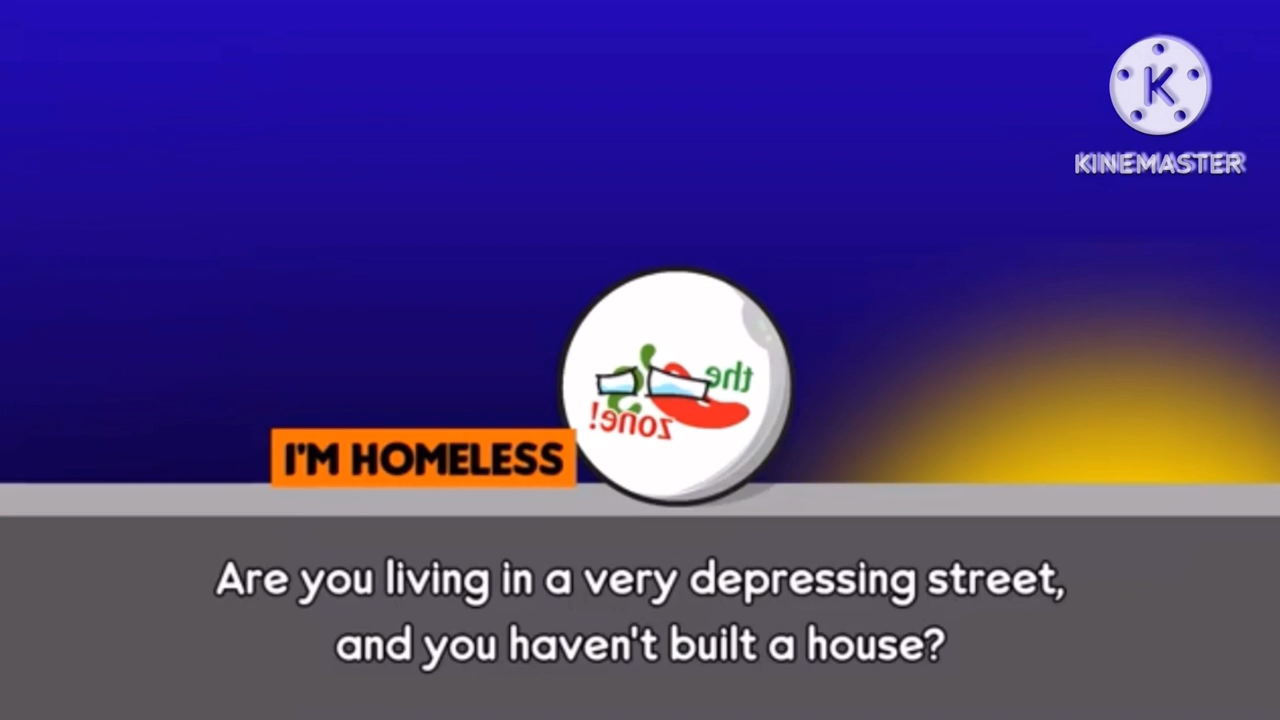 K
KINEMASTER
the
zone!
I'M HOMELESS
Are you living in a very depressing street,
and you haven't built a house?